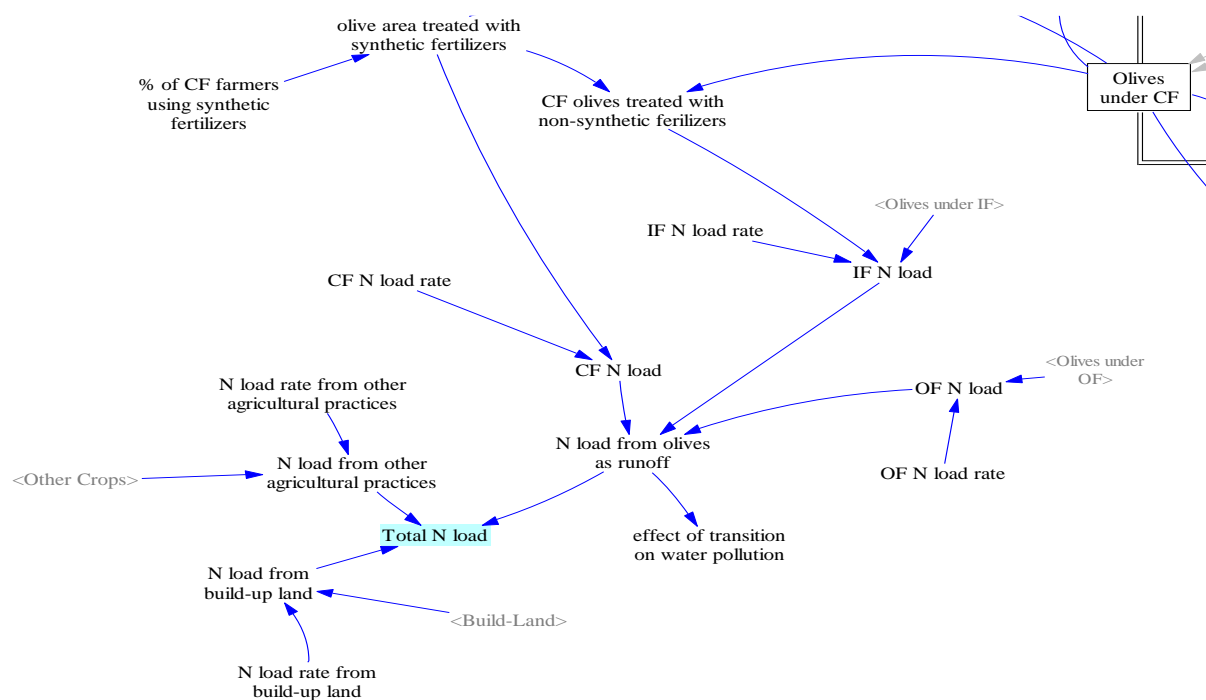 olive area treated with
synthetic fertilizers
% of CF farmers
using synthetic
fertilizers
CF olives treated with
non-synthetic ferilizers
Olives
under CF
<Olives under IF>
IF N load rate
IF N load
CF N load rate
CF N load
<Olives under
OF>
OF N load
N load rate from other
agricultural practices
N load from olives
as runoff
OF N load rate
<Other Crops>
N load from other
agricultural practices
Total N load
effect of transition
on water pollution
N load from
build-up land
<Build-Land>
N load rate from
build-up land